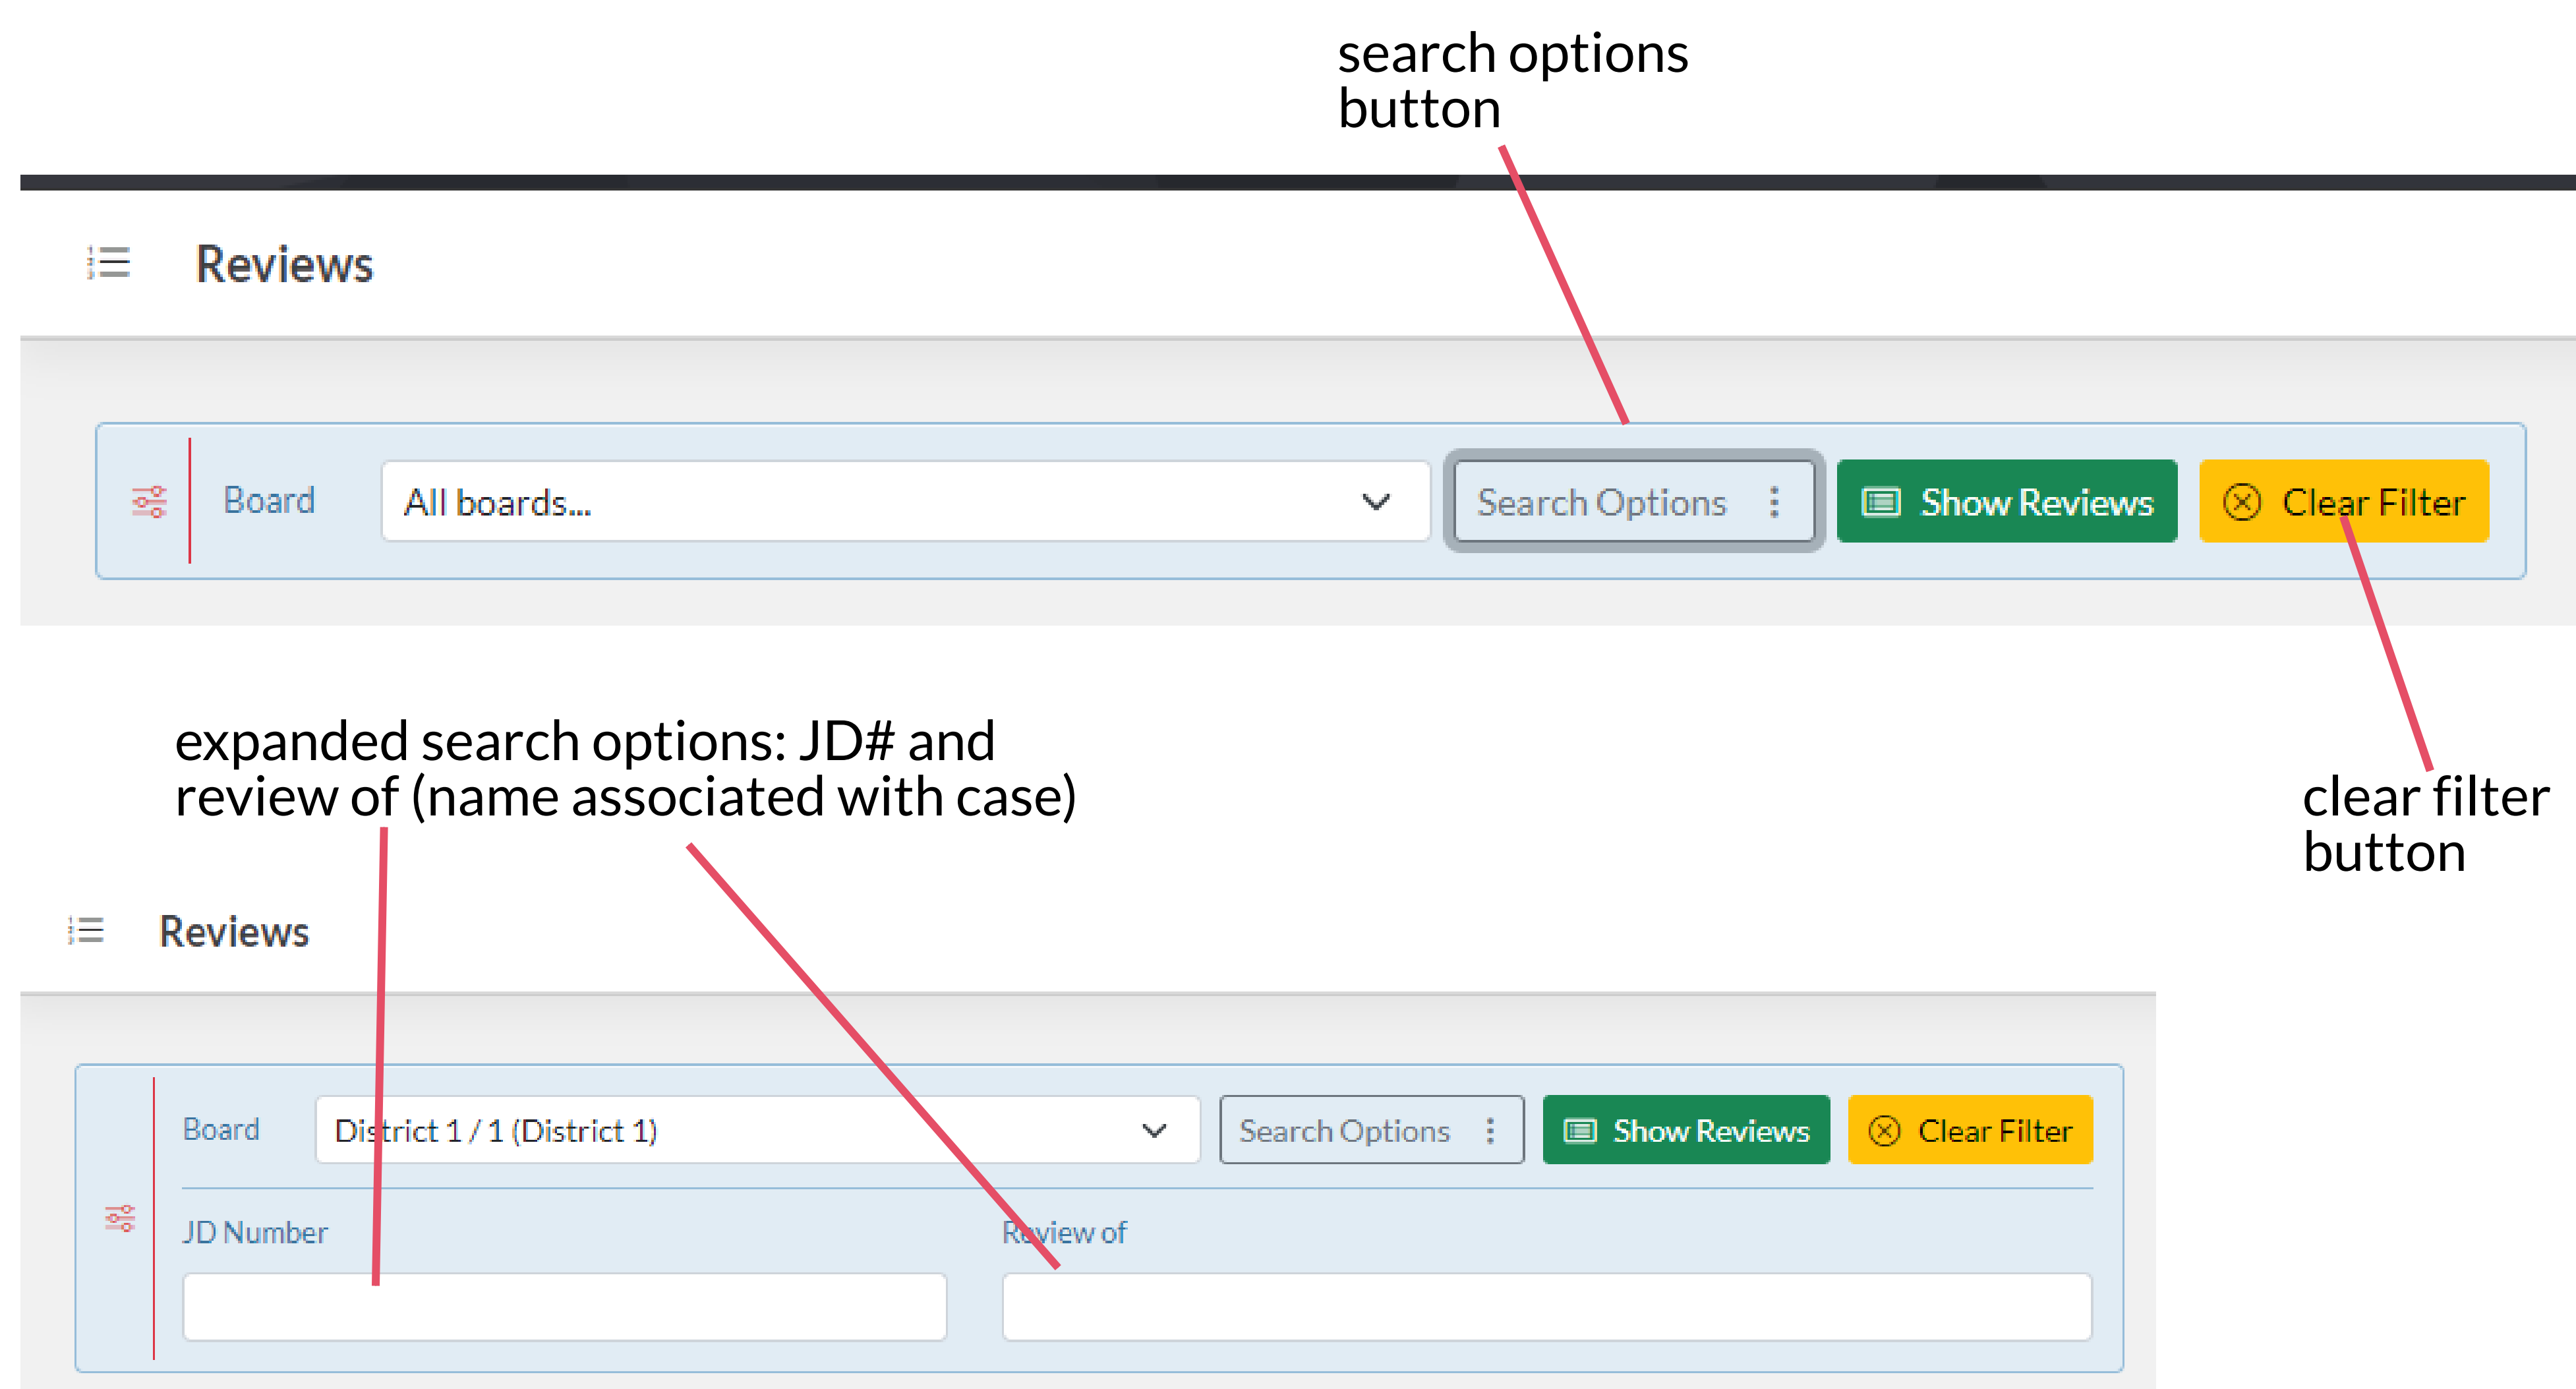 search options
button
Reviews
Board
All boards...
Search Options
Show Reviews
Clear Filter
expanded search options: JD# and
review of (name associated with case)
clear filter
button
Reviews
Board
District 1 / 1 (District 1)
Search Options
Show Reviews
Clear Filter
JD Number
Review of